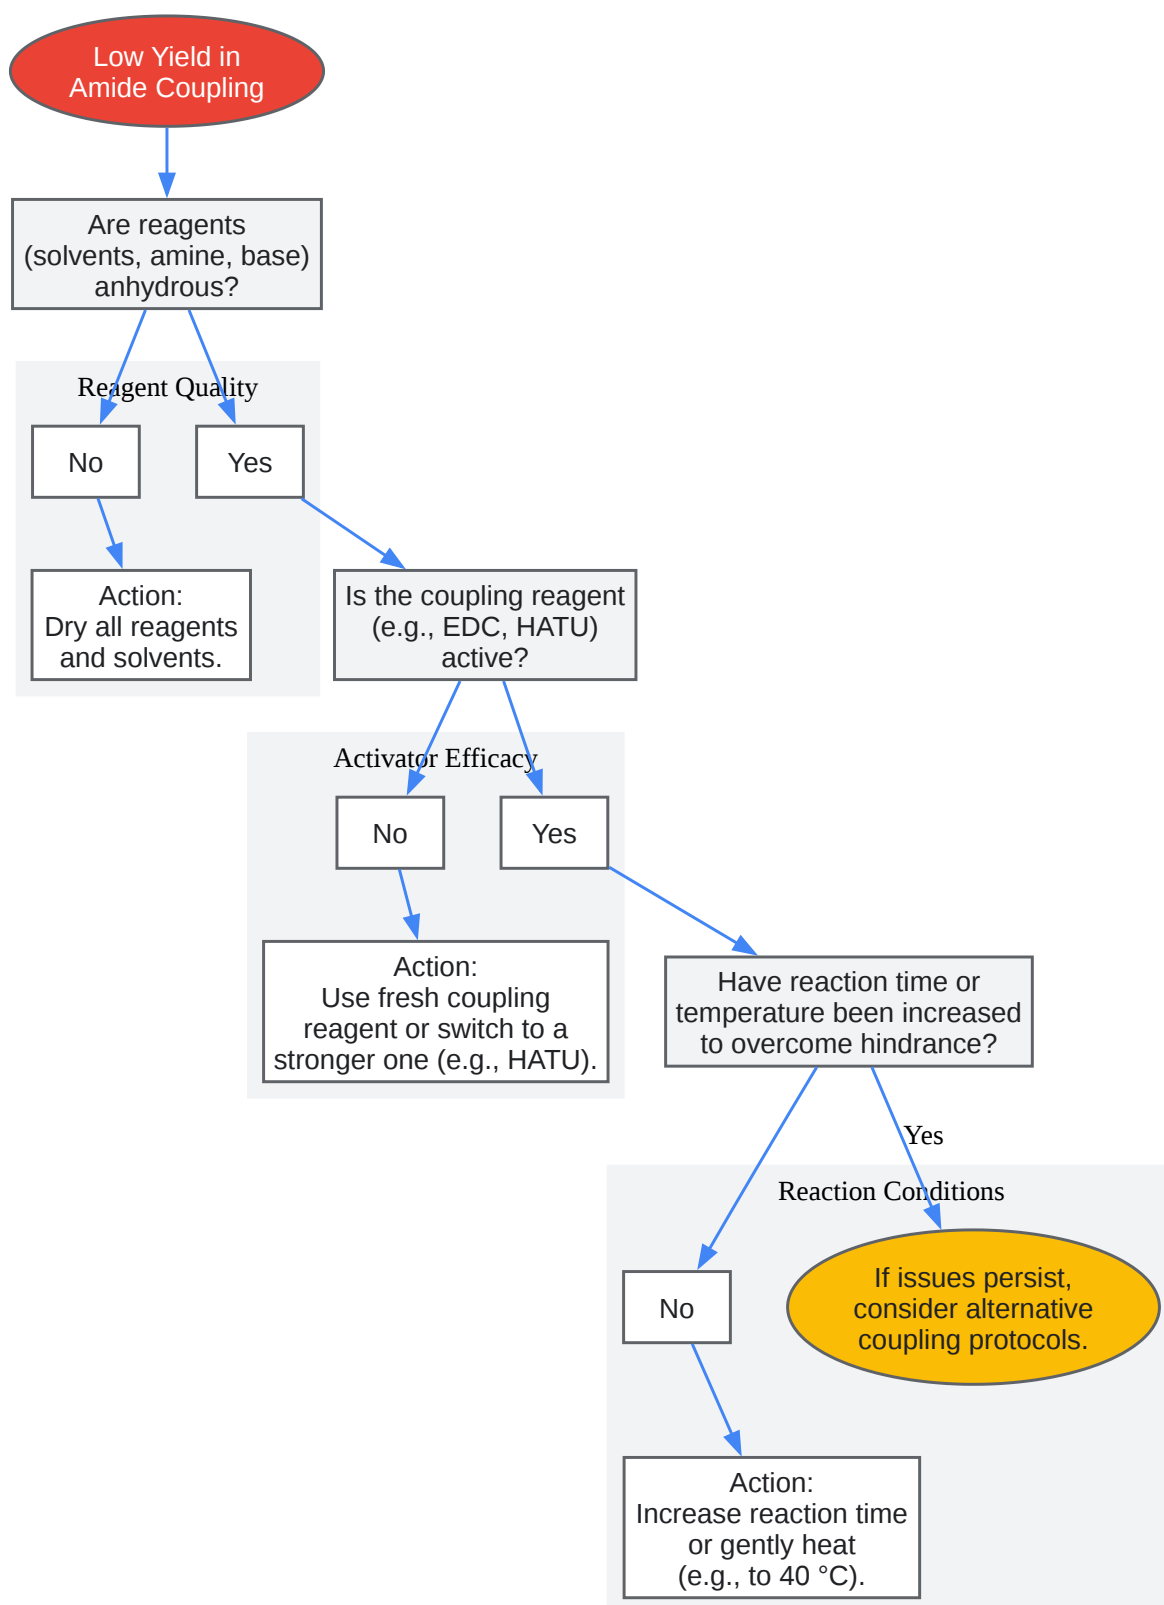 Low Yield in
Amide Coupling
Are reagents
(solvents, amine, base)
anhydrous?
Reagent Quality
No
Yes
Action:
Dry all reagents
and solvents.
Is the coupling reagent
(e.g., EDC, HATU)
active?
Activator Efficacy
No
Yes
Action:
Use fresh coupling
reagent or switch to a
stronger one (e.g., HATU).
Have reaction time or
temperature been increased
to overcome hindrance?
Yes
Reaction Conditions
No
If issues persist,
consider alternative
coupling protocols.
Action:
Increase reaction time
or gently heat
(e.g., to 40 °C).